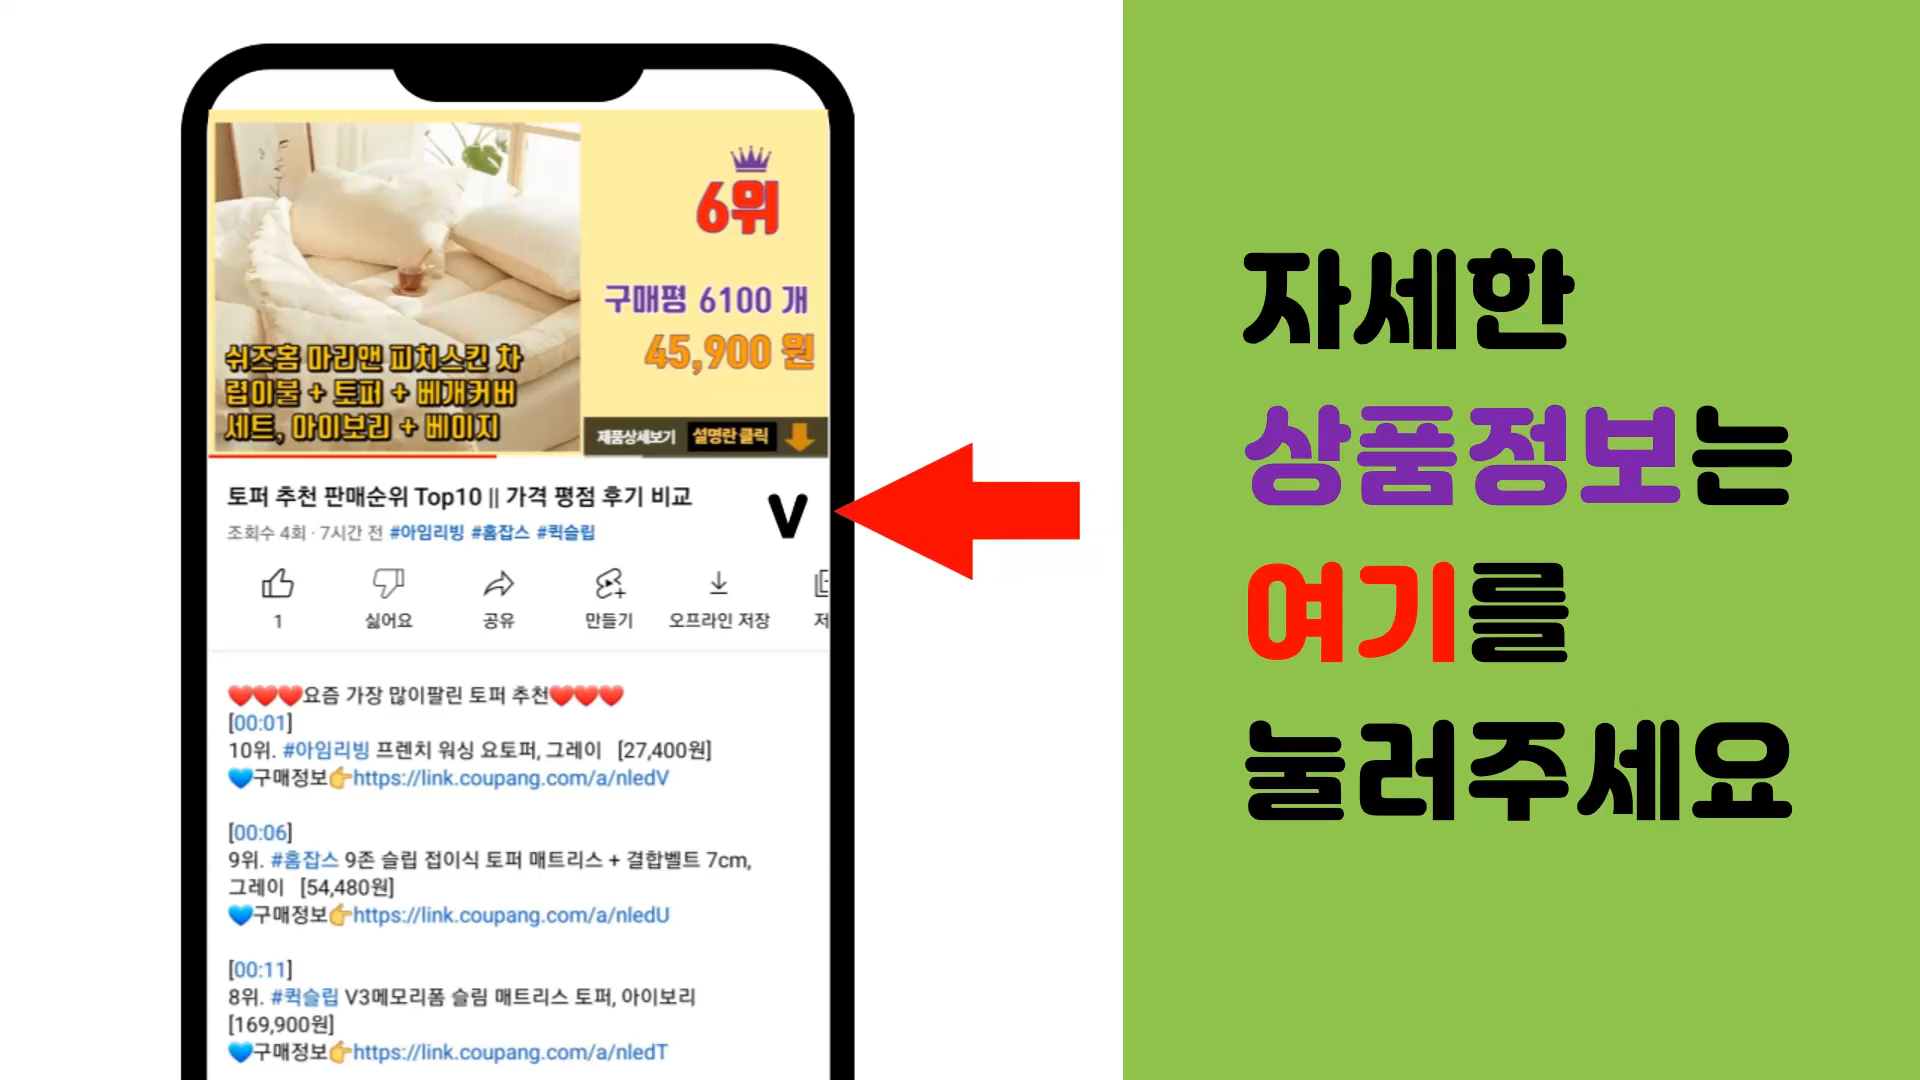 6위
구매평 6100 개
45,900 원
쉬즈홈 마리앤 피치스킨 차
렵이불 + 토퍼 + 베개커버
세트, 아이보리 + 베이지
제품상세보기 설명란 클릭
토퍼 추천 판매순위 Top10 || 가격 평점 후기 비교
V
조회수 4회 · 7시간 전 #아임리빙 #홈잡스 #퀵슬립
1 싫어요 공유 만들기 오프라인 저장 저
❤️❤️❤️요즘 가장 많이팔린 토퍼 추천❤️❤️❤️
[00:01]
10위. #아임리빙 프렌치 워싱 요토퍼, 그레이 [27,400원]
💙구매정보👉https://link.coupang.com/a/nledV
[00:06]
9위. #홈잡스 9존 슬립 접이식 토퍼 매트리스 + 결합벨트 7cm,
그레이 [54,480원]
💙구매정보👉https://link.coupang.com/a/nledU
[00:11]
8위. #퀵슬립 V3메모리폼 슬림 매트리스 토퍼, 아이보리
[169,900원]
💙구매정보👉https://link.coupang.com/a/nledT
자세한
상품정보는
여기를
눌러주세요